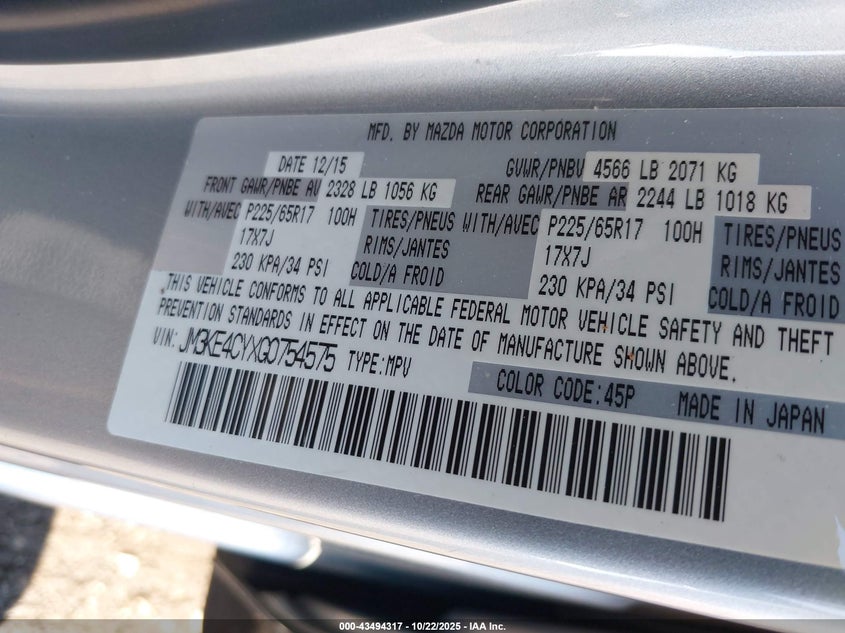 MFD. BY MAZDA MOTOR CORPORATION
DATE 12/15 GVWR/PNBV 4566 LB 2071 KG
FRONT GAWR/PNBE AV 2328 LB 1056 KG REAR GAWR/PNBE AR 2244 LB 1018 KG
WITH/AVEC P225/65R17 100H TIRES/PNEUS WITH/AVEC P225/65R17 100H TIRES/PNEUS
17X7J RIMS/JANTES 17X7J RIMS/JANTES
230 KPA/34 PSI COLD/A FROID 230 KPA/34 PSI COLD/A FROID
THIS VEHICLE CONFORMS TO ALL APPLICABLE FEDERAL MOTOR VEHICLE SAFETY AND THEFT
PREVENTION STANDARDS IN EFFECT ON THE DATE OF MANUFACTURE SHOWN ABOVE.
VIN: JM3KE4CYXG0754575 TYPE:MPV
COLOR CODE:45P MADE IN JAPAN
000-43494317 - 10/22/2025 - IAA Inc.